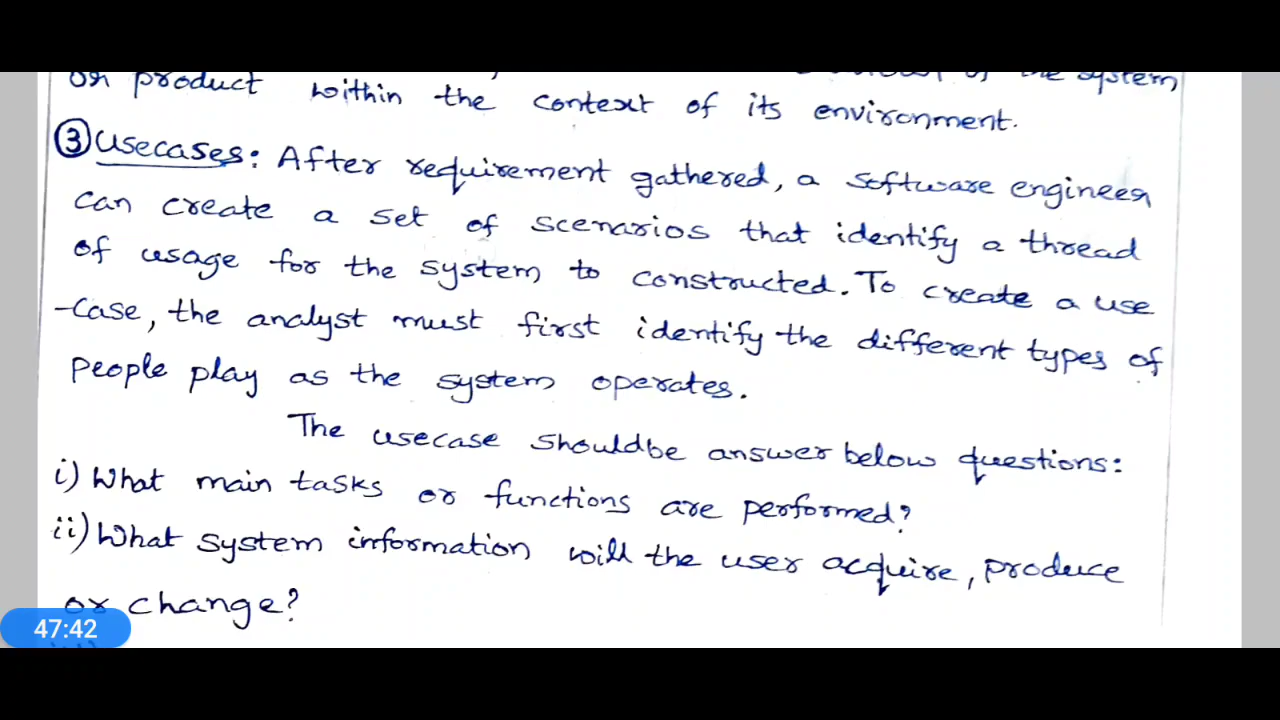 or product within the context of its environment.
③ Usecases: After requirement gathered, a software engineer
can create a set of scenarios that identify a thread
of usage for the system to constructed. To create a use
-case, the analyst must first identify the different types of
people play as the system operates.
The usecase shouldbe answer below questions:
i) What main tasks or functions are performed?
ii) What system information will the user acquire, produce
or change?
47:42